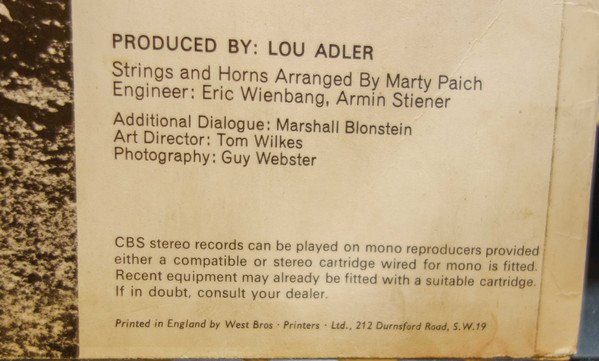 PRODUCED BY: LOU ADLER
Strings and Horns Arranged By Marty Paich
Engineer: Eric Wienbang, Armin Stiener
Additional Dialogue: Marshall Blonstein
Art Director: Tom Wilkes
Photography: Guy Webster
CBS stereo records can be played on mono reproducers provided
either a compatible or stereo cartridge wired for mono is fitted.
Recent equipment may already be fitted with a suitable cartridge.
If in doubt, consult your dealer.
Printed in England by West Bros · Printers · Ltd., 212 Durnsford Road, S.W.19